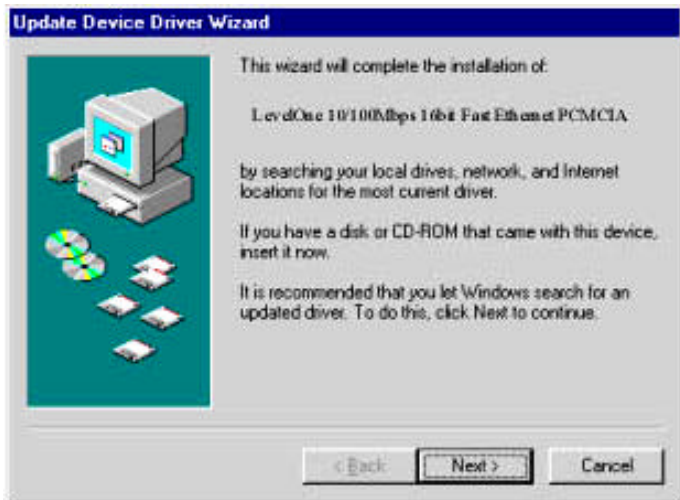 Update Device Driver Wizard
This wizard will complete the installation of:
LevelOne 10/100Mbps 16bit Fast Ethernet PCMCIA
by searching your local drives, network, and Internet
locations for the most current driver.
If you have a disk or CD-ROM that came with this device,
insert it now.
It is recommended that you let Windows search for an
updated driver. To do this, click Next to continue.
< Back
Next >
Cancel